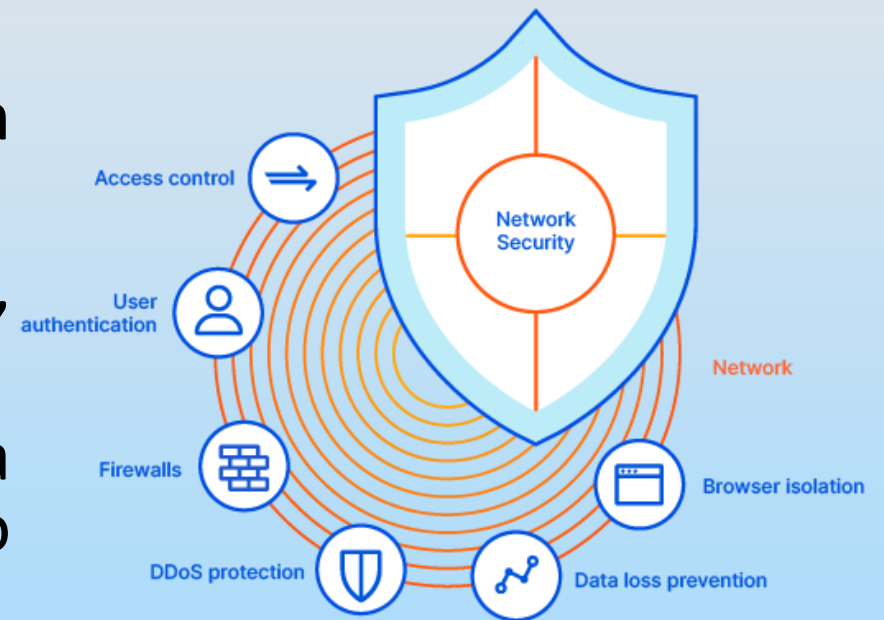 Network
Security
Access control
User
authentication
Network
Firewalls
Browser isolation
DDoS protection
Data loss prevention